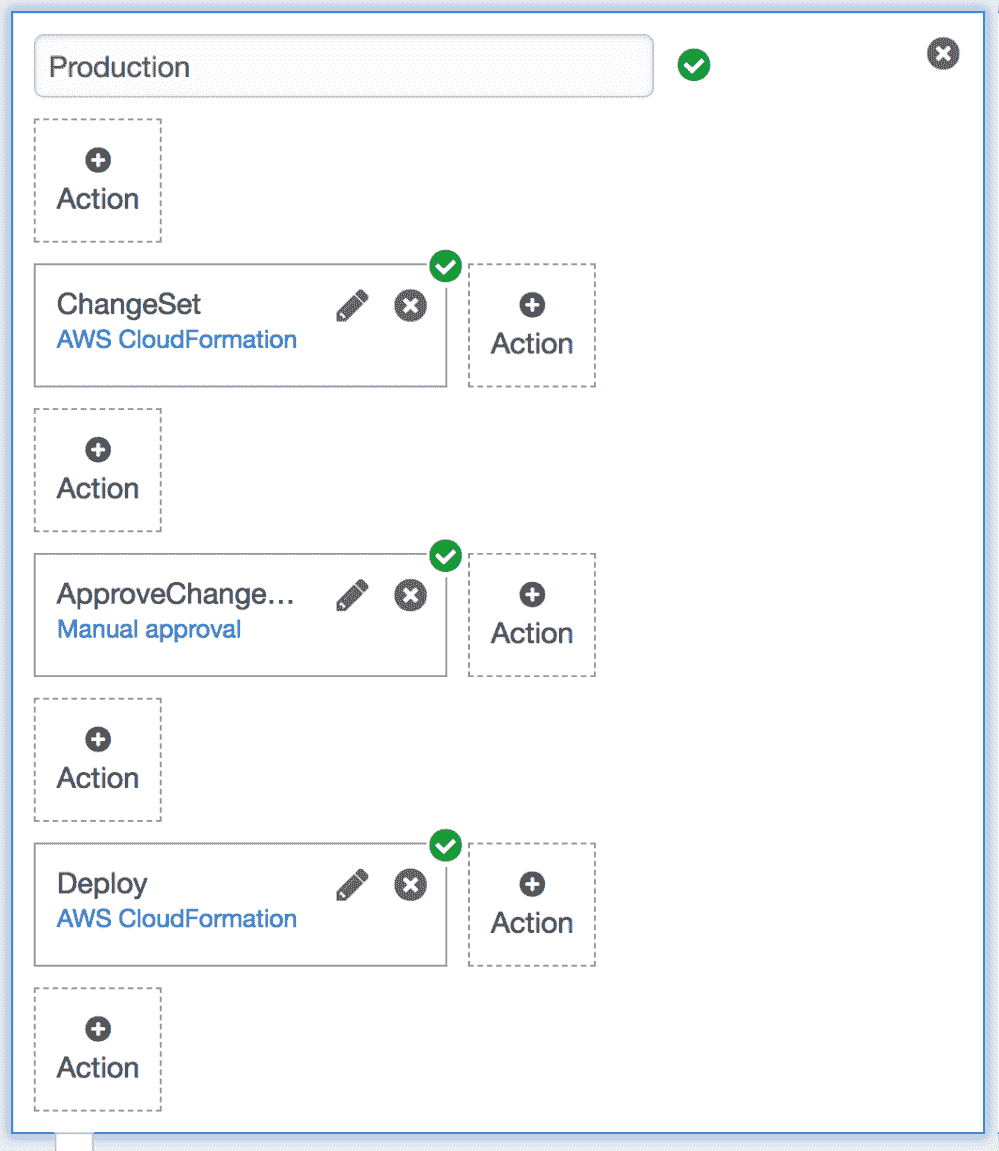 Production
Action
ChangeSet
AWS CloudFormation
Action
Action
ApproveChange...
Manual approval
Action
Action
Deploy
AWS CloudFormation
Action
Action